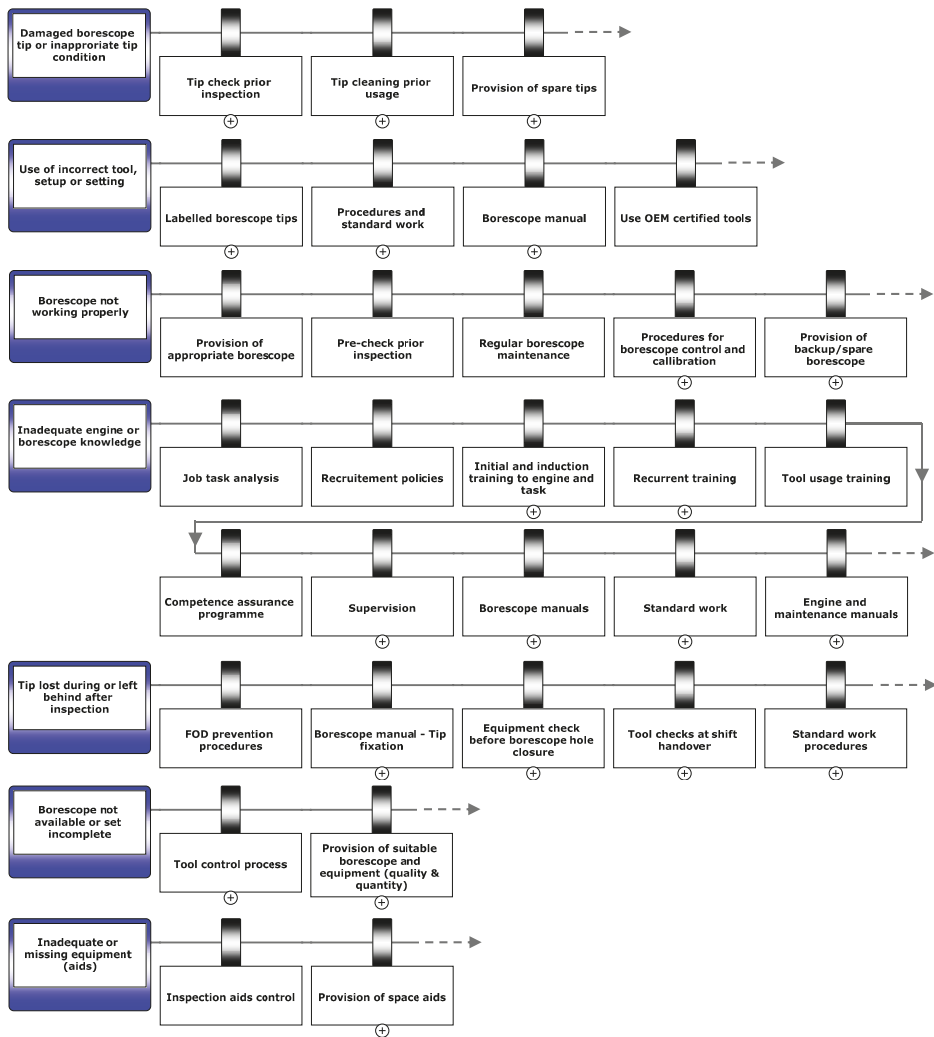 Damaged borescope
tip or inapproriate tip
condition
Tip check prior
inspection
Tip cleaning prior
usage
Provision of spare tips
Use of incorrect tool,
setup or setting
Labelled borescope tips
Procedures and
standard work
Borescope manual
Use OEM certified tools
Borescope not
working properly
Provision of
appropriate borescope
Pre-check prior
inspection
Regular borescope
maintenance
Procedures for
borescope control and
callibration
Provision of
backup/spare
borescope
Inadequate engine or
borescope knowledge
Job task analysis
Recruitement policies
Initial and induction
training to engine and
task
Recurrent training
Tool usage training
Competence assurance
programme
Supervision
Borescope manuals
Standard work
Engine and
maintenance manuals
Tip lost during or left
behind after
inspection
FOD prevention
procedures
Borescope manual - Tip
fixation
Equipment check
before borescope hole
closure
Tool checks at shift
handover
Standard work
procedures
Borescope not
available or set
incomplete
Tool control process
Provision of suitable
borescope and
equipment (quality &
quantity)
Inadequate or
missing equipment
(aids)
Inspection aids control
Provision of space aids